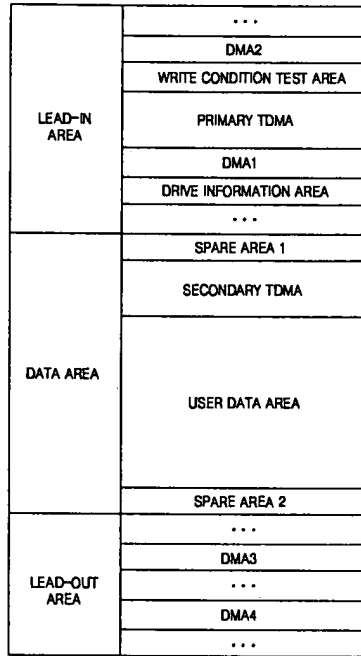 LEAD-IN
AREA
...
DMA2
WRITE CONDITION TEST AREA
PRIMARY TDMA
DMA1
DRIVE INFORMATION AREA
...
DATA AREA
SPARE AREA 1
SECONDARY TDMA
USER DATA AREA
SPARE AREA 2
LEAD-OUT
AREA
...
DMA3
...
DMA4
...